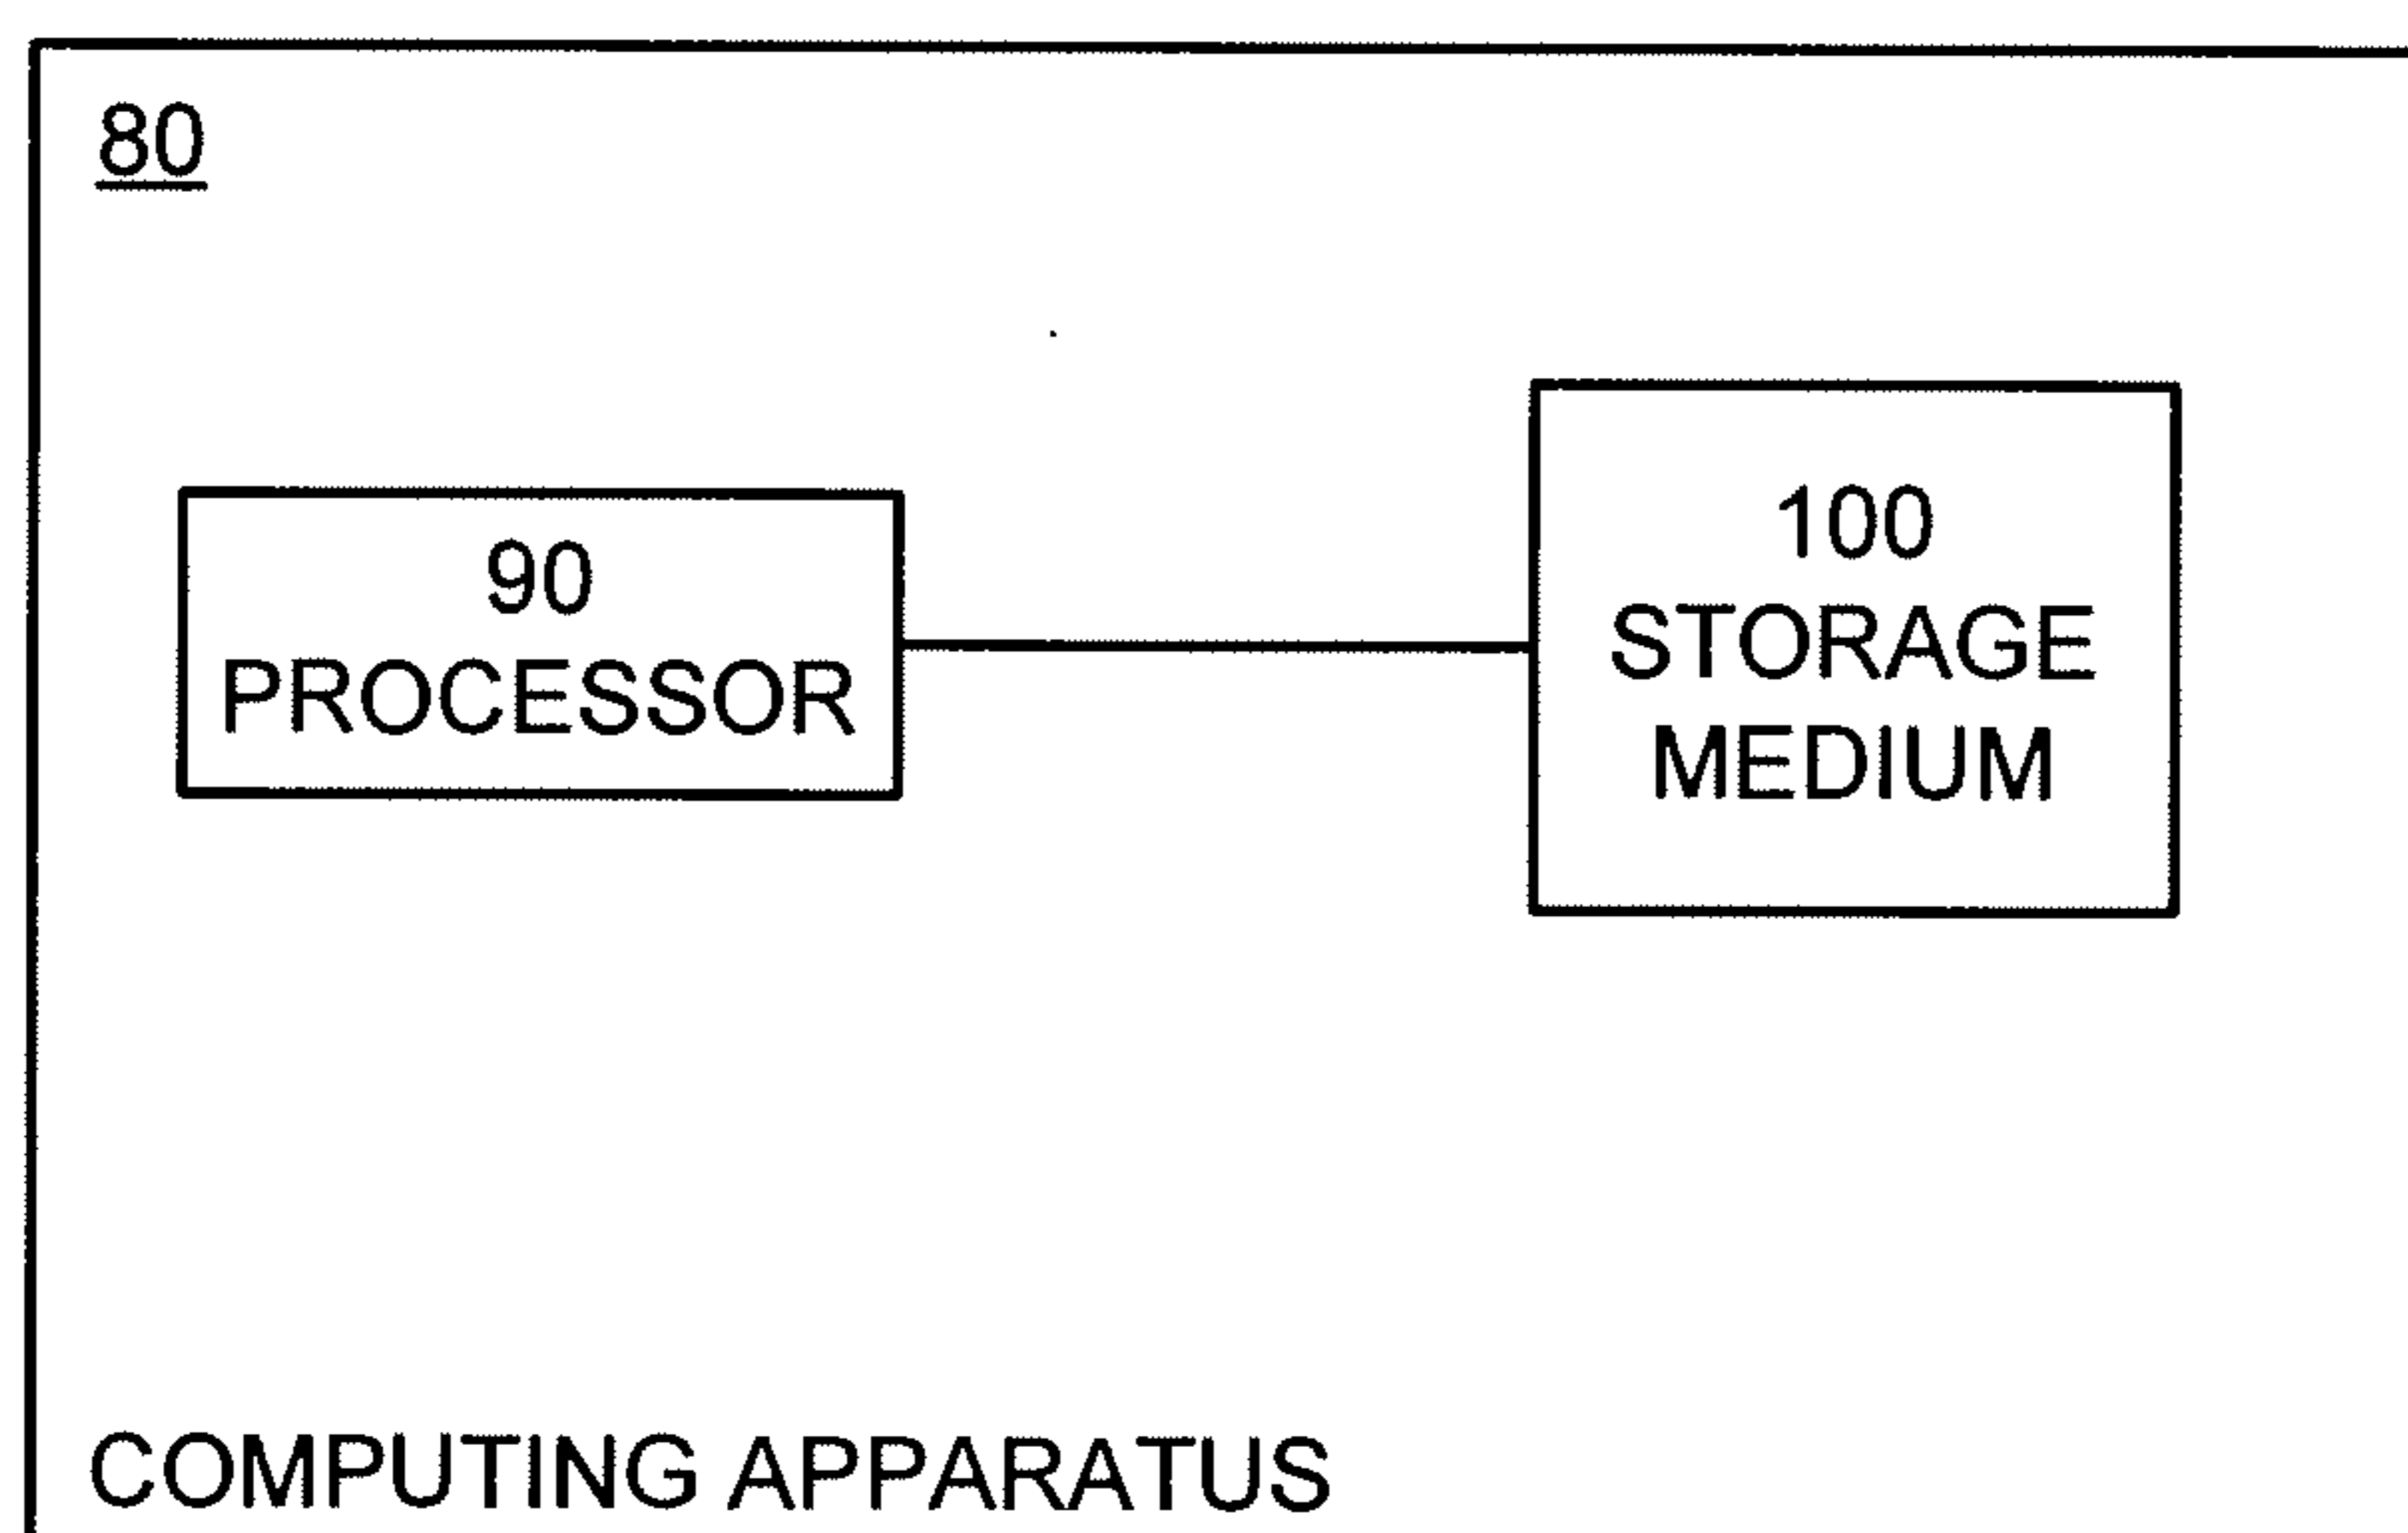 80
90
PROCESSOR
100
STORAGE
MEDIUM
COMPUTING APPARATUS